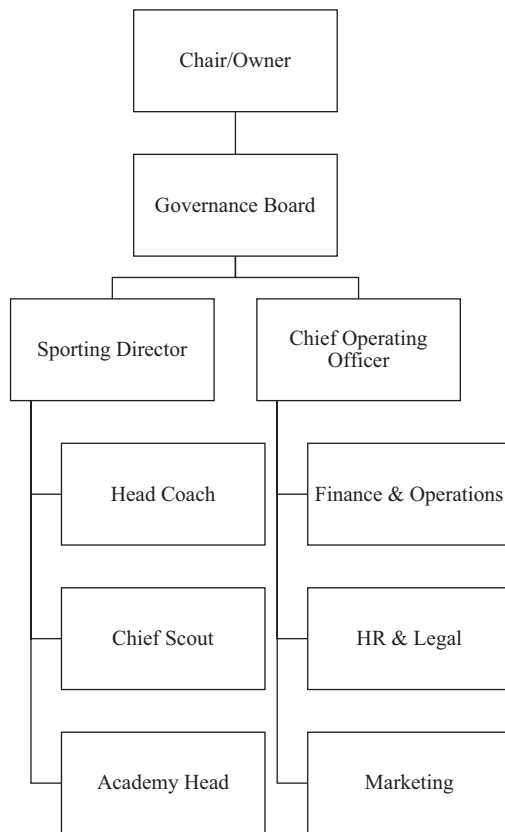 Chair/Owner
Governance Board
Sporting Director
Chief Operating
Officer
Head Coach
Finance & Operations
Chief Scout
HR & Legal
Academy Head
Marketing